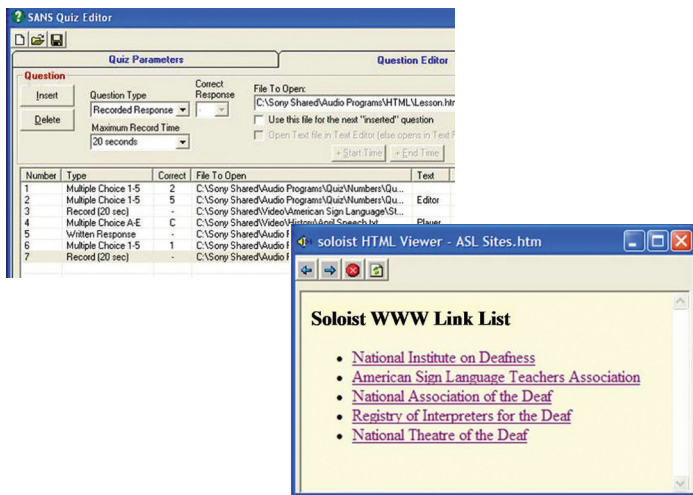 SANS Quiz Editor
Quiz Parameters
Question Editor
Question
Insert
Delete
Question Type
Recorded Response
Maximum Record Time
20 seconds
Correct Response
-
File To Open:
C:\Sony Shared\Audio Programs\HTML\Lesson.htm
Use this file for the next "inserted" question
Open Text file in Text Editor (else opens in Text
+ Start Time + End Time
Number Type Correct File To Open Text
1 Multiple Choice 1-5 2 C:\Sony Shared\Audio Programs\Quiz\Numbers\Qu...
2 Multiple Choice 1-5 5 C:\Sony Shared\Audio Programs\Quiz\Numbers\Qu... Editor
3 Record (20 sec) - C:\Sony Shared\Video\American Sign Language\St...
4 Multiple Choice A-E C C:\Sony Shared\Video\History\April Speech.txt Player
5 Written Response - C:\Sony Shared\Audio
6 Multiple Choice 1-5 1 C:\Sony Shared\Audio
7 Record (20 sec) - C:\Sony Shared\Audio
soloist HTML Viewer - ASL Sites.htm
Soloist WWW Link List
• National Institute on Deafness
• American Sign Language Teachers Association
• National Association of the Deaf
• Registry of Interpreters for the Deaf
• National Theatre of the Deaf